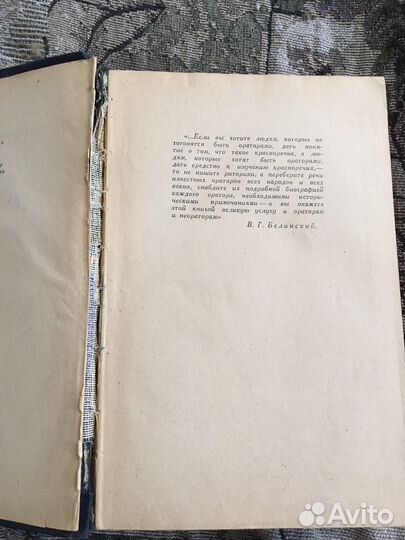 «...Если вы хотите людям, которые не
готовятся быть ораторами, дать поня-
тие о том, что такое красноречие, а лю-
дям, которые хотят быть ораторами,
дать средство к изучению красноречия,—
то не пишите риторики, а переберите речи
известных ораторов всех народов и всех
веков, снабдите их подробной биографией
каждого оратора, необходимыми истори-
ческими примечаниями — и вы окажете
этой книгой великую услугу и ораторам
и неораторам»
В. Г. Белинский.
Avito